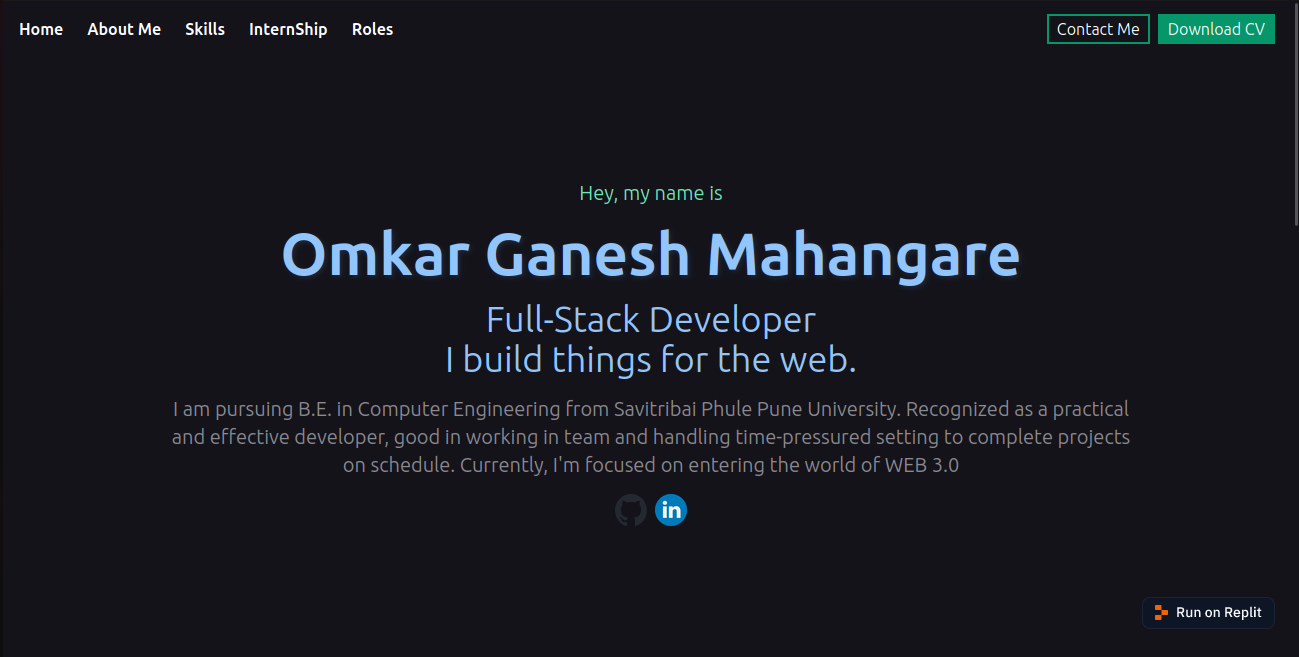 Home About Me Skills InternShip Roles Contact Me Download CV
Hey, my name is
Omkar Ganesh Mahangare
Full-Stack Developer
I build things for the web.
I am pursuing B.E. in Computer Engineering from Savitribai Phule Pune University. Recognized as a practical
and effective developer, good in working in team and handling time-pressured setting to complete projects
on schedule. Currently, I'm focused on entering the world of WEB 3.0
in
Run on Replit